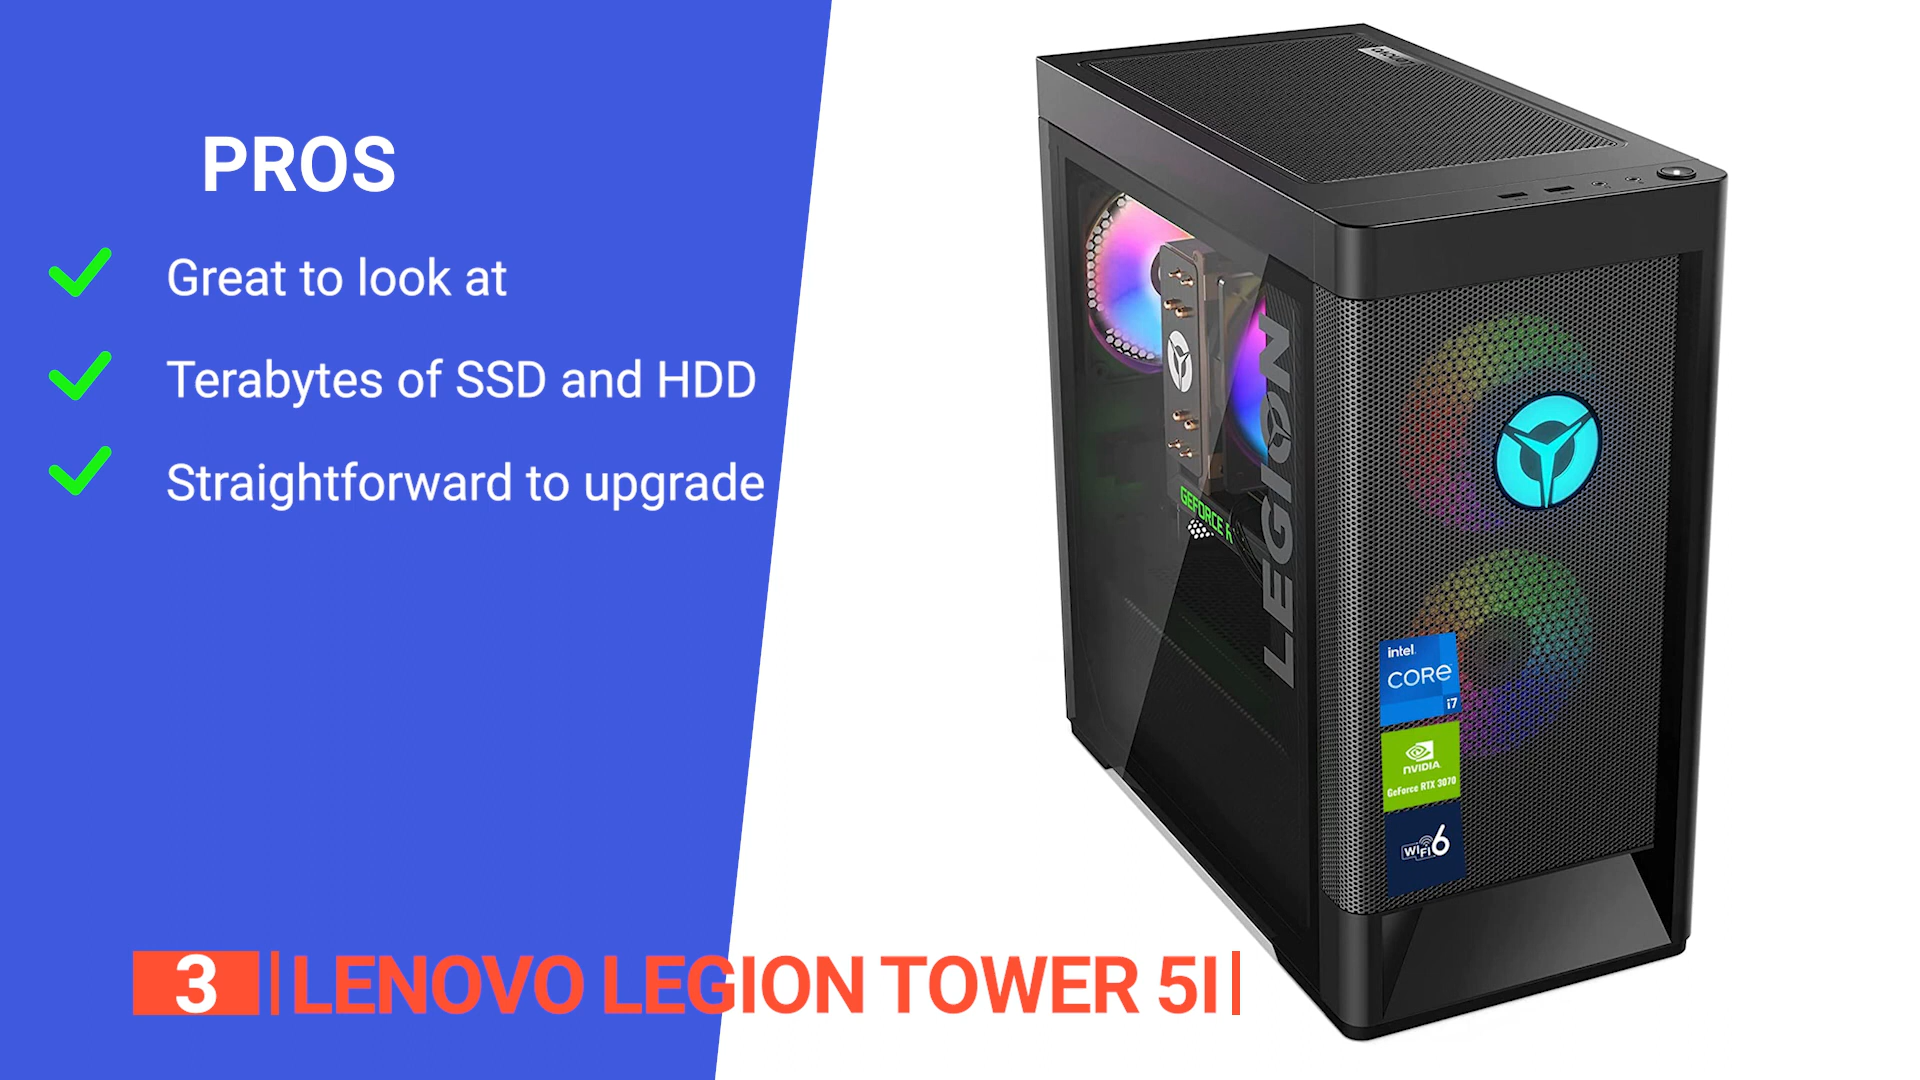 PROS
Great to look at
Terabytes of SSD and HDD
Straightforward to upgrade
LEGION
GEFORCE R
intel.
CORE
i7
NVIDIA
GeForce RTX 3070
WiFi 6
3 LENOVO LEGION TOWER 5I